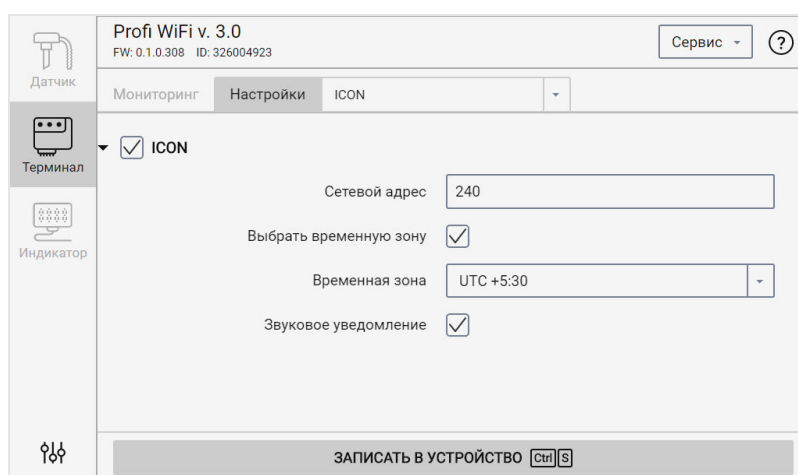 Profi WiFi v. 3.0
FW: 0.1.0.308 ID: 326004923
Сервис
?
Датчик
Мониторинг Настройки ICON
Терминал
ICON
Сетевой адрес 240
Выбрать временную зону
Индикатор
Временная зона UTC +5:30
Звуковое уведомление
ЗАПИСАТЬ В УСТРОЙСТВО Ctrl S